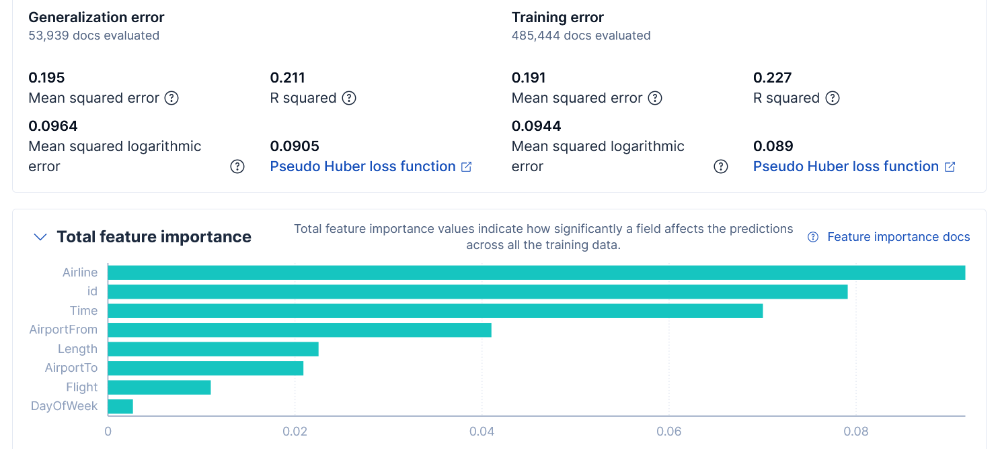 Generalization error
53,939 docs evaluated
0.195
Mean squared error
0.211
R squared
0.0964
Mean squared logarithmic
error
0.0905
Pseudo Huber loss function
Training error
485,444 docs evaluated
0.191
Mean squared error
0.227
R squared
0.0944
Mean squared logarithmic
error
0.089
Pseudo Huber loss function
Total feature importance
Total feature importance values indicate how significantly a field affects the predictions
across all the training data.
Feature importance docs
Airline
id
Time
AirportFrom
Length
AirportTo
Flight
DayOfWeek
0 0.02 0.04 0.06 0.08